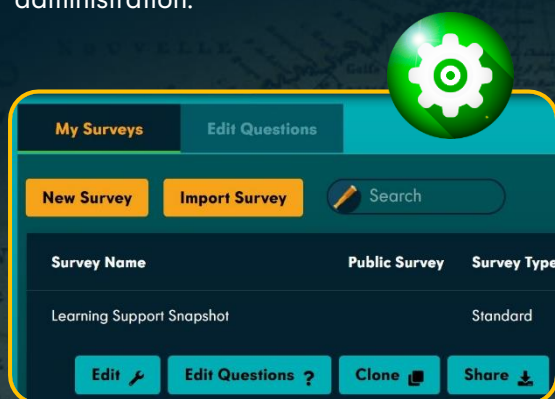 administration.
My Surveys Edit Questions
New Survey Import Survey Search
Survey Name Public Survey Survey Type
Learning Support Snapshot Standard
Edit Edit Questions ? Clone Share